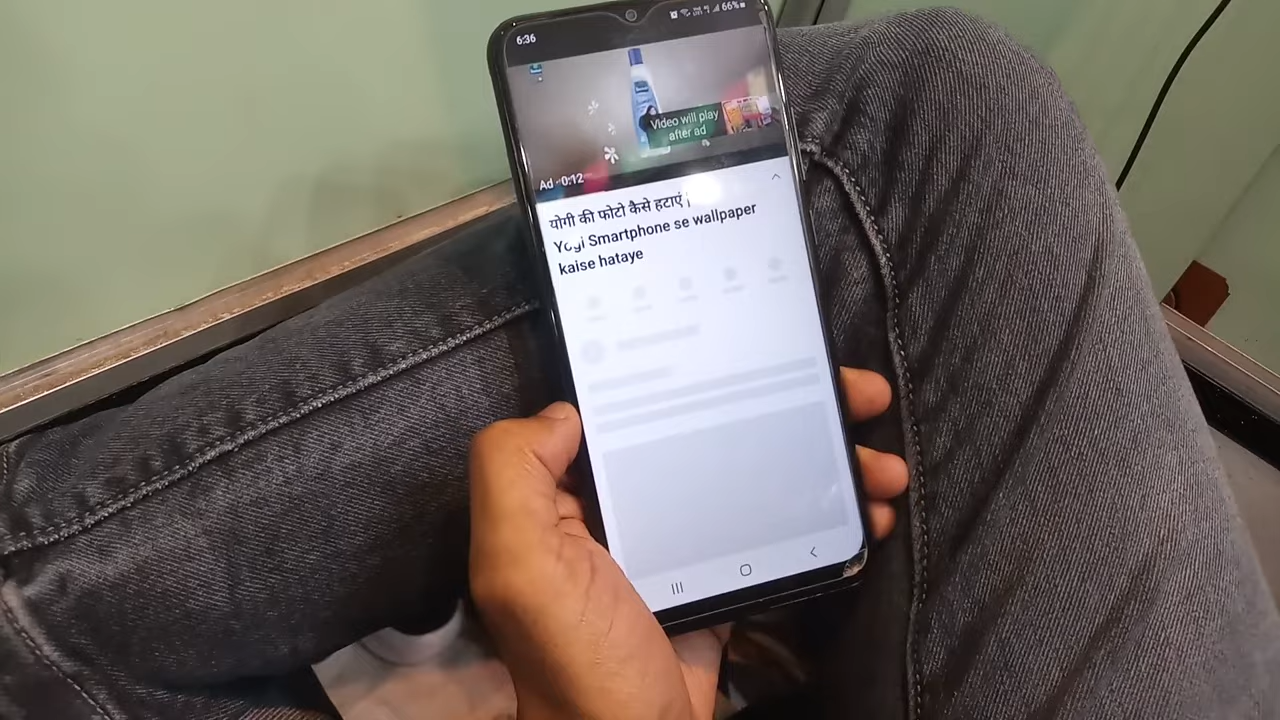 6:36
66%
Video will play
after ad
Ad · 0:12
योगी की फोटो कैसे हटाएं |
Yogi Smartphone se wallpaper
kaise hataye